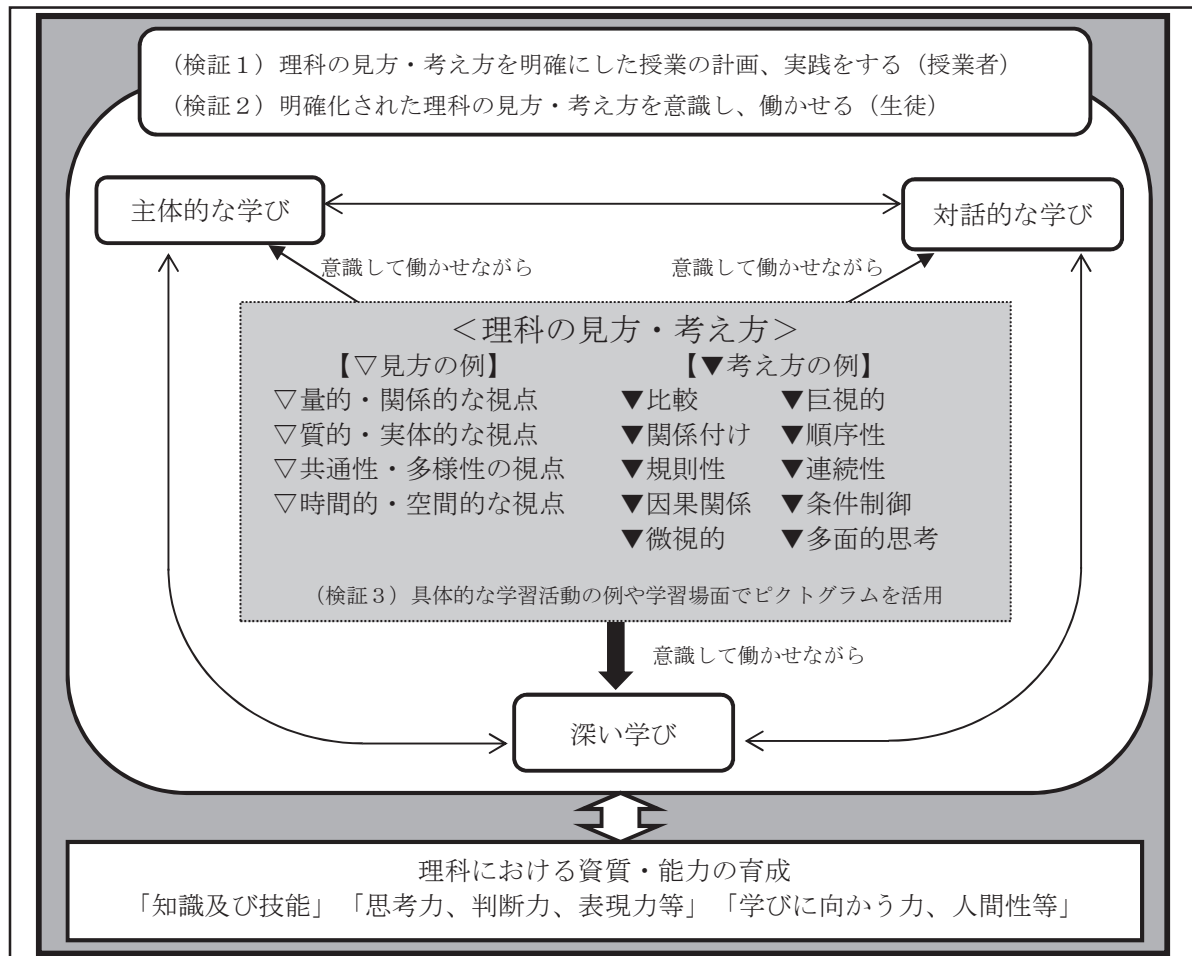 （検証１）理科の見方・考え方を明確にした授業の計画、実践をする（授業者）
（検証２）明確化された理科の見方・考え方を意識し、働かせる（生徒）
主体的な学び
対話的な学び
意識して働かせながら
意識して働かせながら
＜理科の見方・考え方＞
【▽見方の例】
【▼考え方の例】
▽量的・関係的な視点
▼比較 ▼巨視的
▽質的・実体的な視点
▼関係付け ▼順序性
▽共通性・多様性の視点
▼規則性 ▼連続性
▽時間的・空間的な視点
▼因果関係 ▼条件制御
▼微視的 ▼多面的思考
（検証３）具体的な学習活動の例や学習場面でピクトグラムを活用
意識して働かせながら
深い学び
理科における資質・能力の育成
「知識及び技能」「思考力、判断力、表現力等」「学びに向かう力、人間性等」